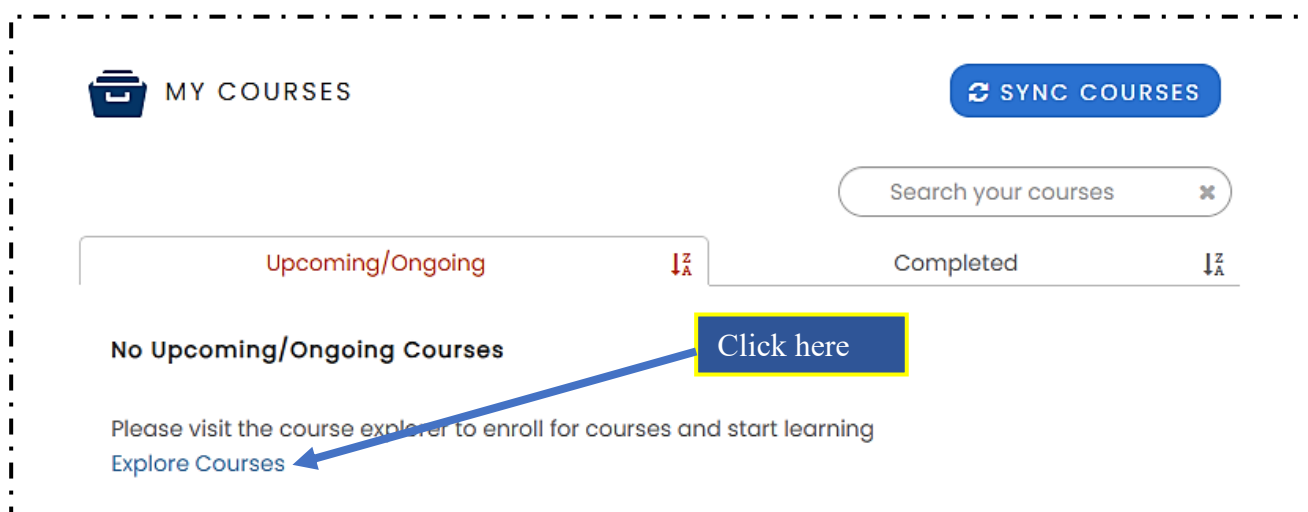 MY COURSES
SYNC COURSES
Search your courses
Upcoming/Ongoing
Completed
No Upcoming/Ongoing Courses
Click here
Please visit the course explorer to enroll for courses and start learning
Explore Courses